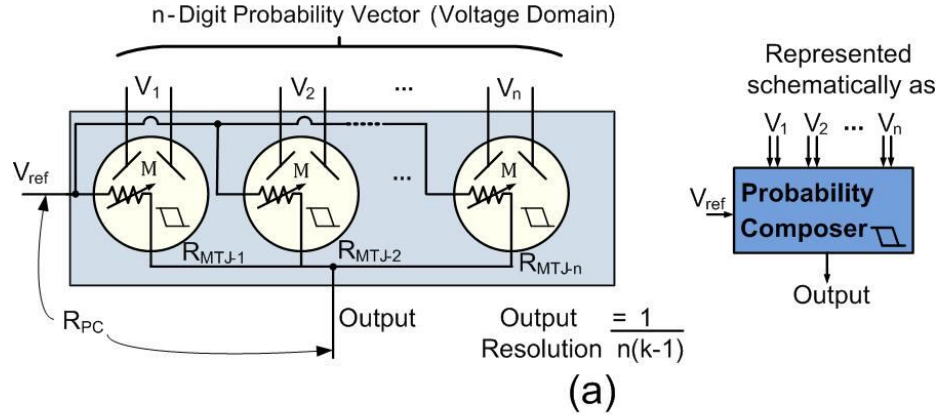 n-Digit Probability Vector (Voltage Domain)
V1 V2 ... Vn
Vref
M M M
...
RMTJ-1 RMTJ-2 RMTJ-n
RPC
Output
Output Resolution = 1/n(k-1)
(a)
Represented
schematically as
V1 V2 ... Vn
Vref
Probability
Composer
Output